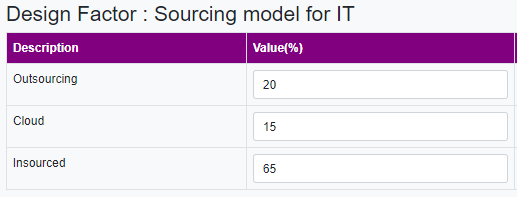 Design Factor : Sourcing model for IT
Description Value(%)
Outsourcing 20
Cloud 15
Insourced 65